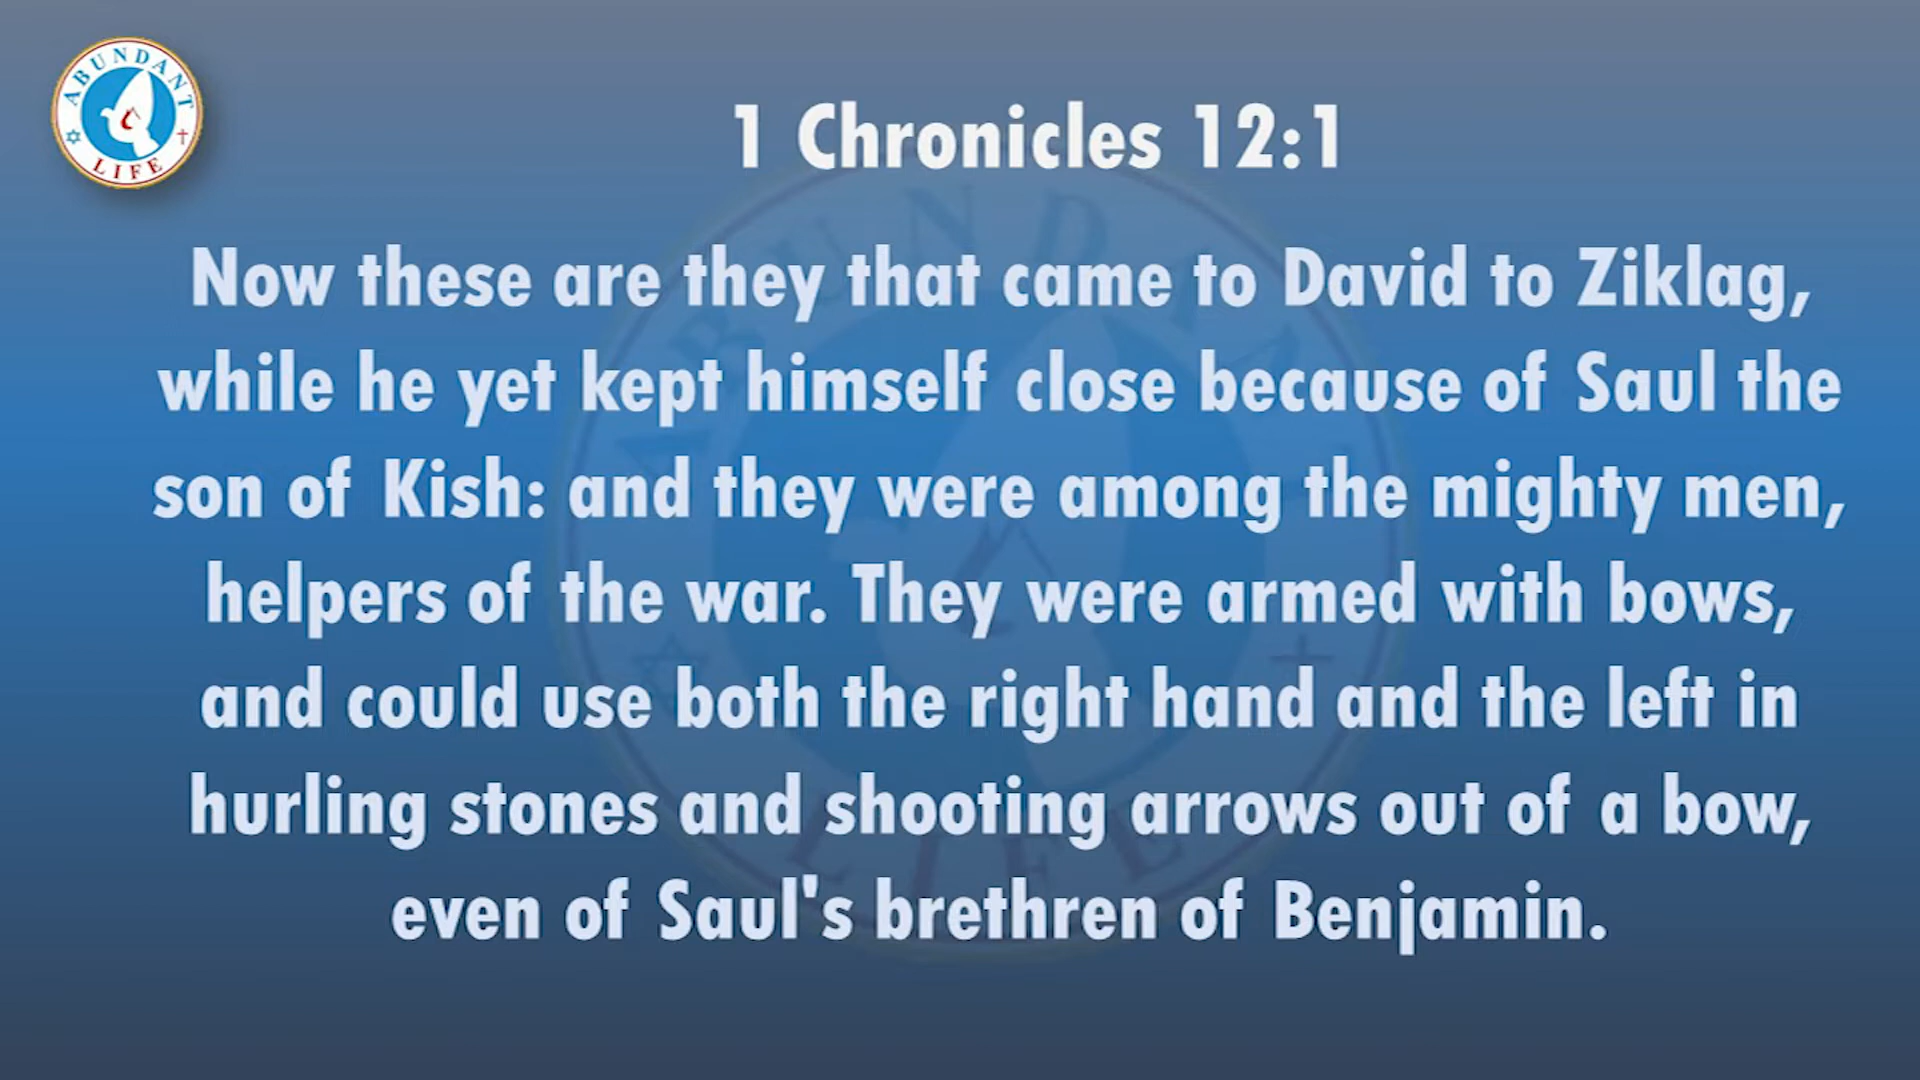 ABUNDANT
LIFE
1 Chronicles 12:1
Now these are they that came to David to Ziklag,
while he yet kept himself close because of Saul the
son of Kish: and they were among the mighty men,
helpers of the war. They were armed with bows,
and could use both the right hand and the left in
hurling stones and shooting arrows out of a bow,
even of Saul's brethren of Benjamin.
ABUNDANT
LIFE